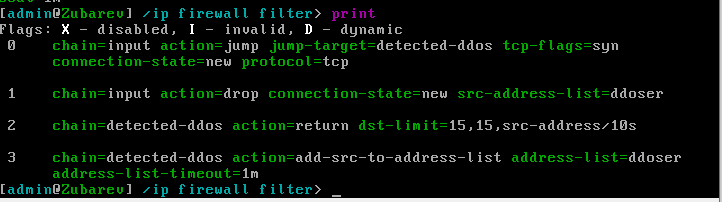 [admin@Zubarev] /ip firewall filter> print
Flags: X - disabled, I - invalid, D - dynamic
0 chain=input action=jump jump-target=detected-ddos tcp-flags=syn
connection-state=new protocol=tcp
1 chain=input action=drop connection-state=new src-address-list=ddoser
2 chain=detected-ddos action=return dst-limit=15,15,src-address/10s
3 chain=detected-ddos action=add-src-to-address-list address-list=ddoser
address-list-timeout=1m
[admin@Zubarev] /ip firewall filter> _